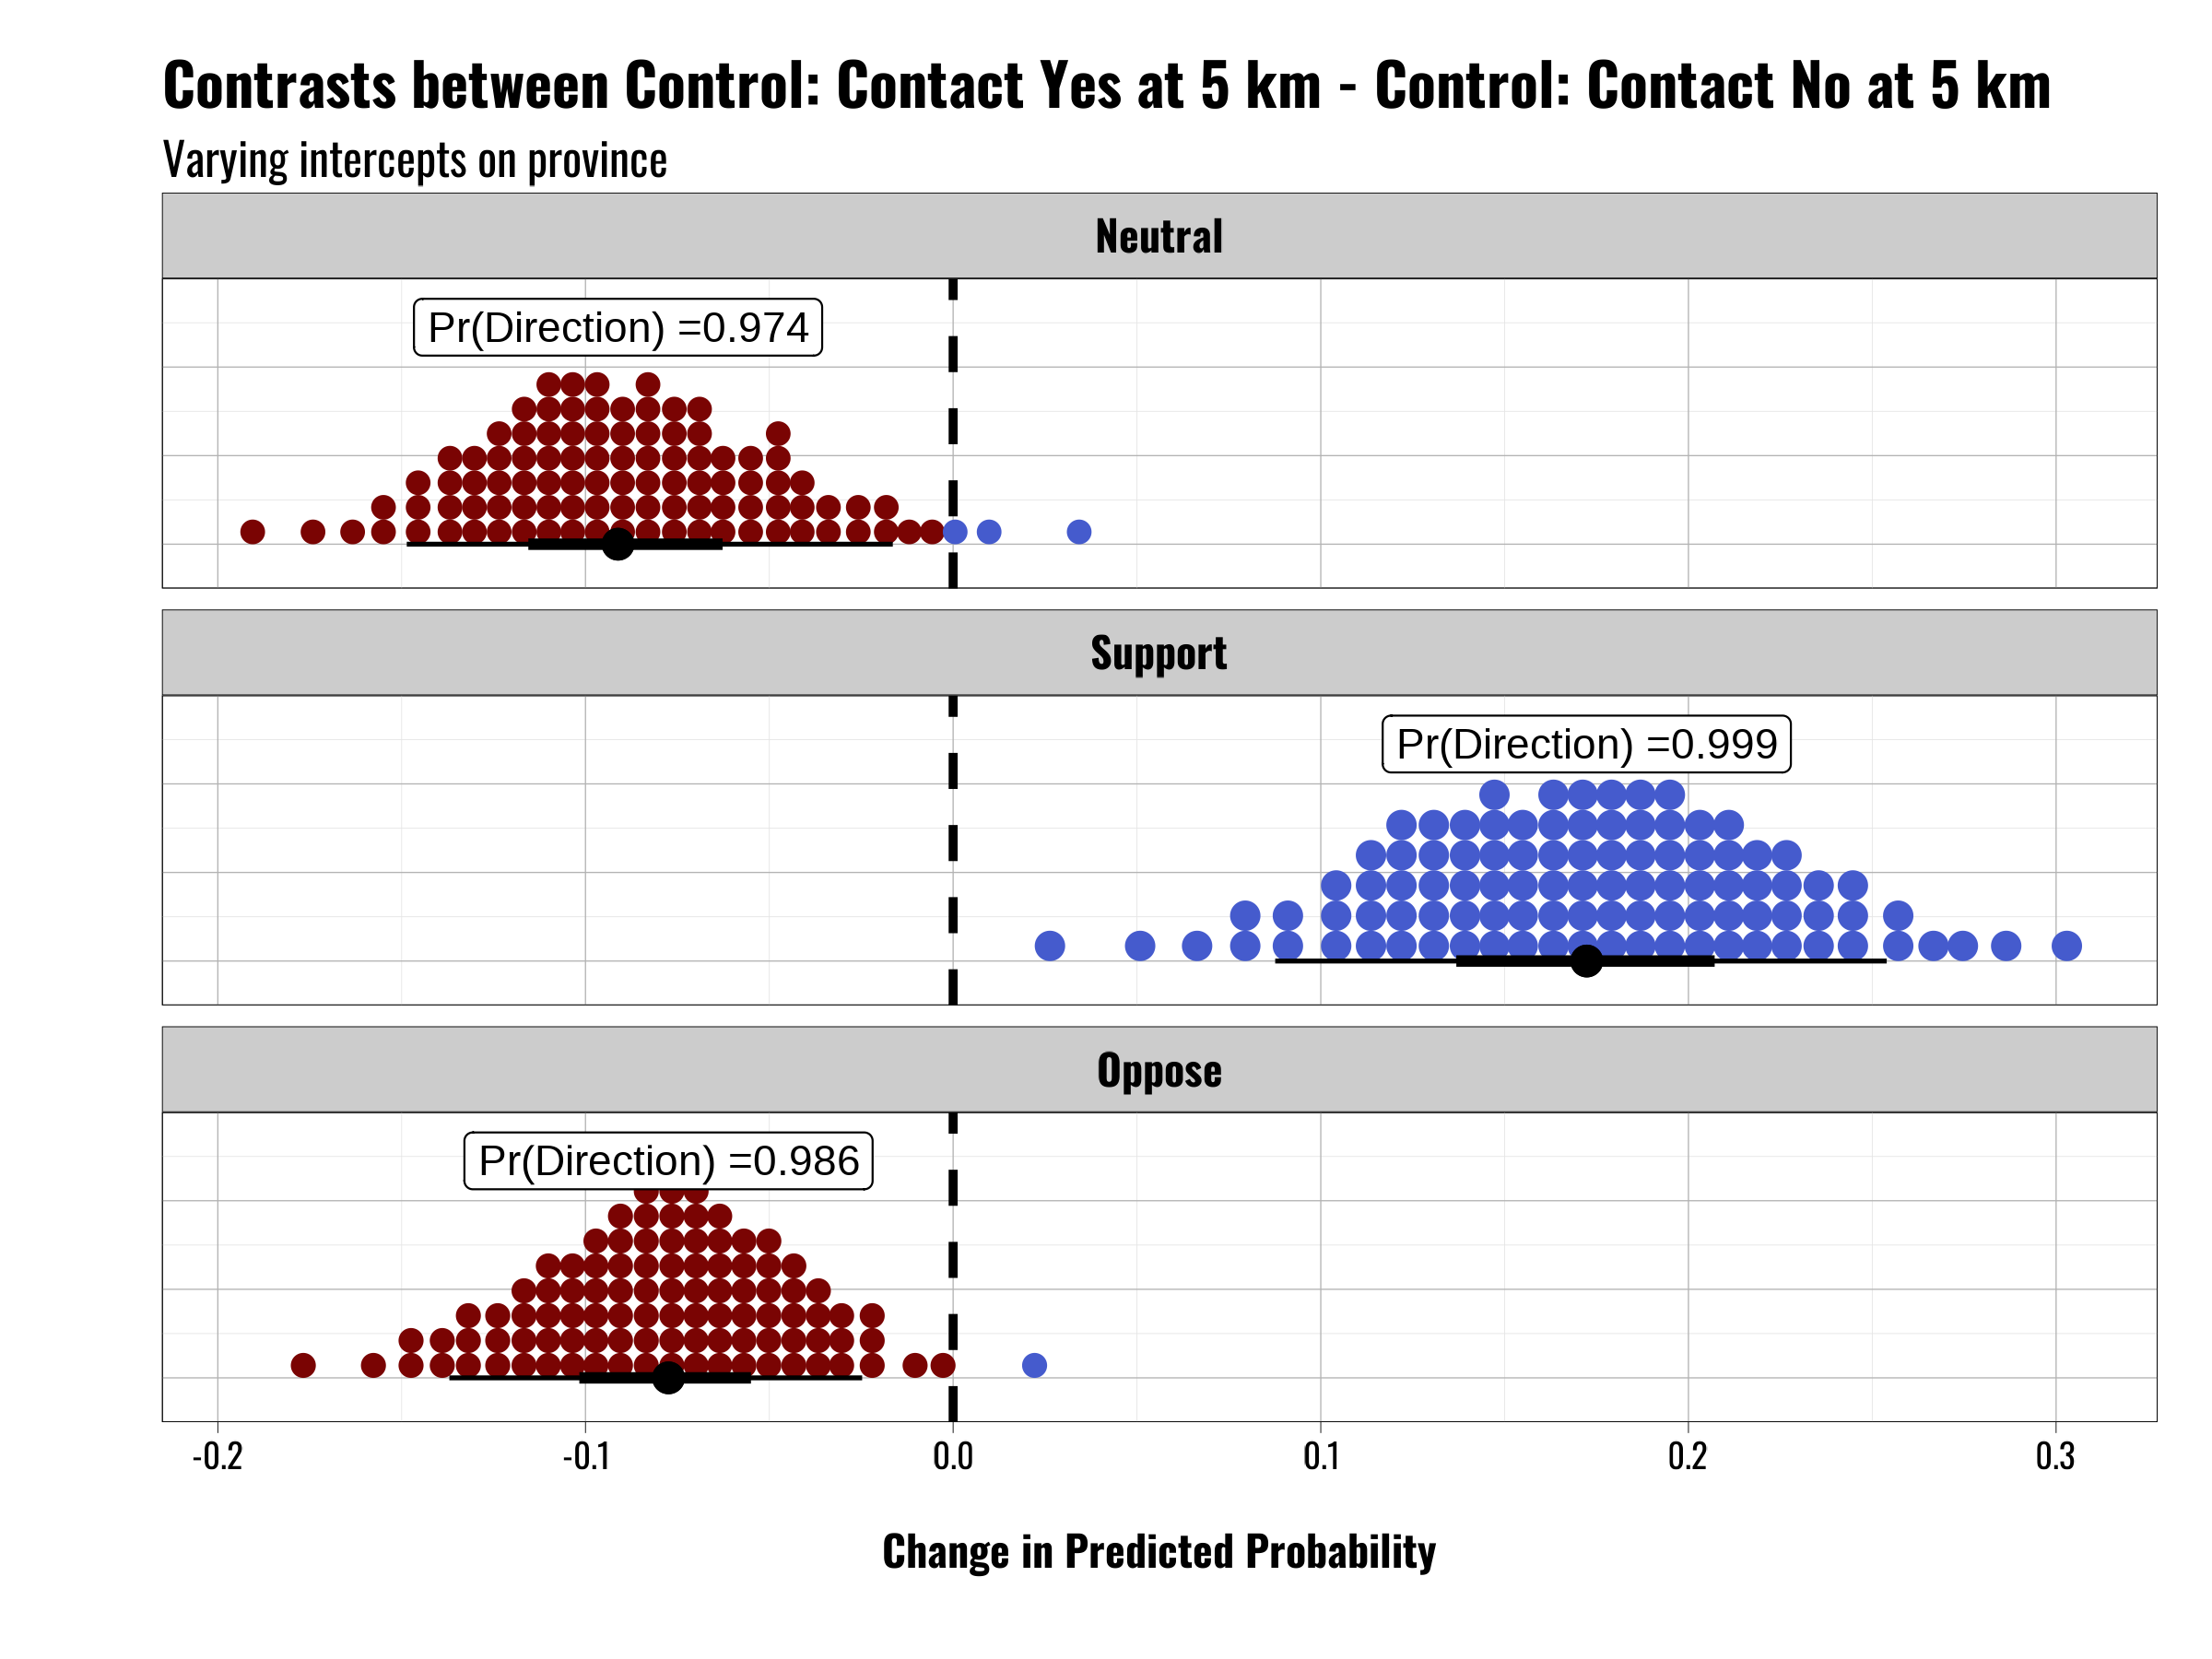 Contrasts between Control: Contact Yes at 5 km - Control: Contact No at 5 km
Varying intercepts on province
Neutral
Pr(Direction) =0.974
Support
Pr(Direction) =0.999
Oppose
Pr(Direction) =0.986
-0.2 -0.1 0.0 0.1 0.2 0.3
Change in Predicted Probability